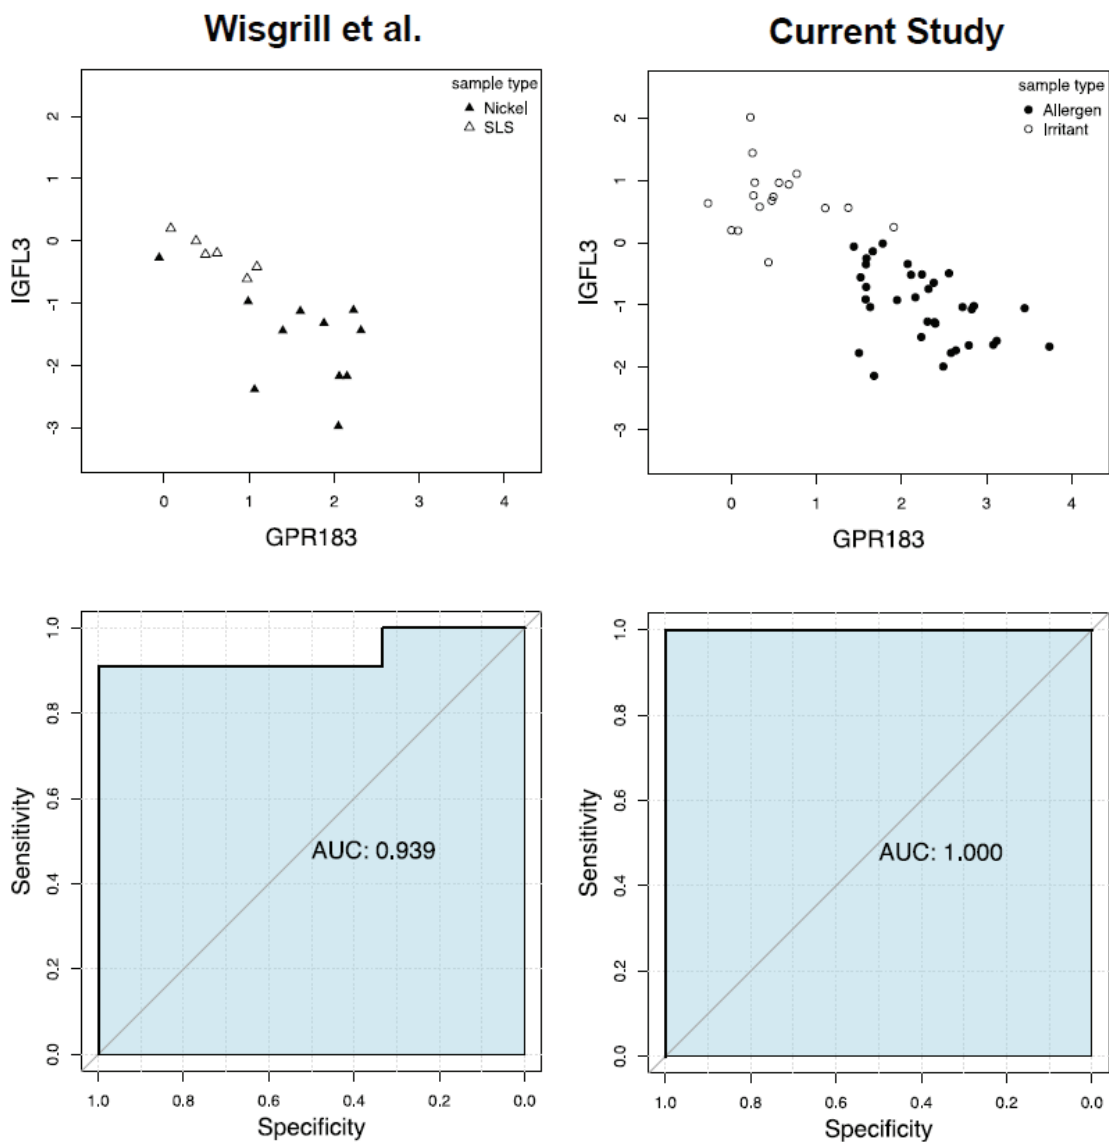 Wisgrill et al.
Current Study
sample type
Nickel
SLS
IGFL3
2
1
0
-1
-2
-3
0 1 2 3 4
GPR183
sample type
Allergen
Irritant
IGFL3
2
1
0
-1
-2
-3
0 1 2 3 4
GPR183
Sensitivity
1.0
0.8
0.6
0.4
0.2
0.0
AUC: 0.939
1.0 0.8 0.6 0.4 0.2 0.0
Specificity
Sensitivity
1.0
0.8
0.6
0.4
0.2
0.0
AUC: 1.000
1.0 0.8 0.6 0.4 0.2 0.0
Specificity